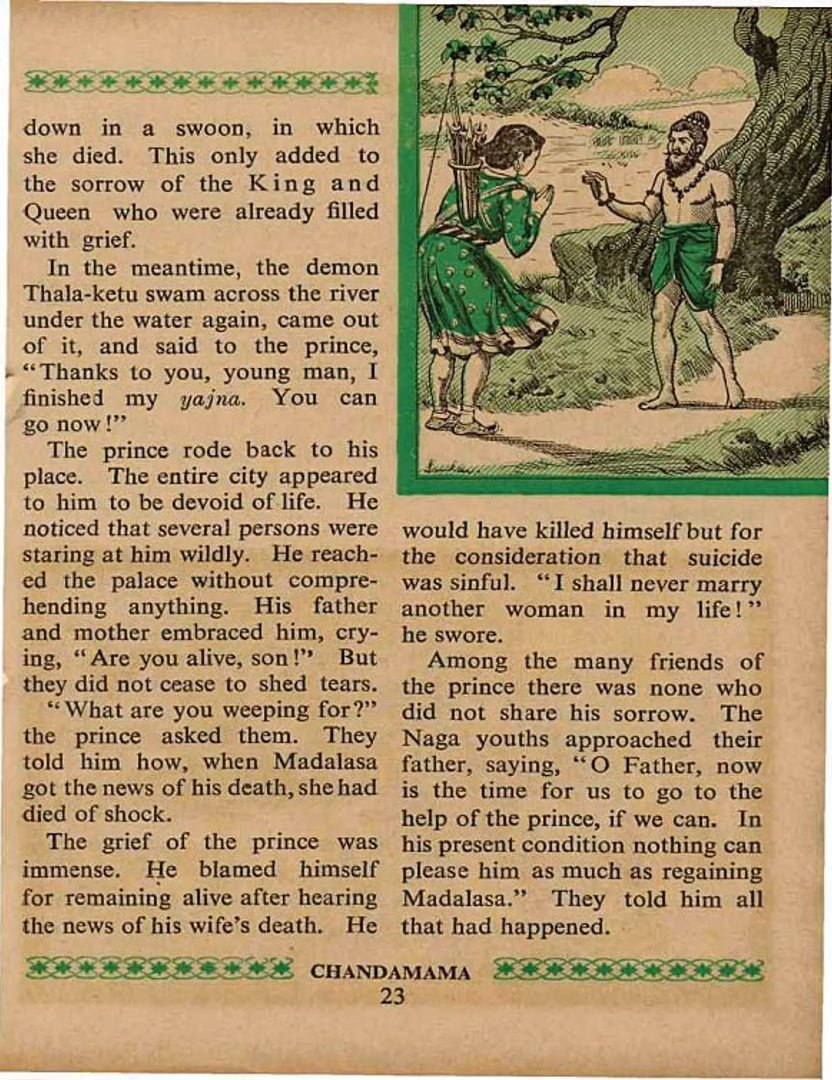 down in a swoon, in which
she died. This only added to
the sorrow of the King and
Queen who were already filled
with grief.
In the meantime, the demon
Thala-ketu swam across the river
under the water again, came out
of it, and said to the prince,
“Thanks to you, young man, I
finished my yajna. You can
go now!”
The prince rode back to his
place. The entire city appeared
to him to be devoid of life. He
noticed that several persons were
staring at him wildly. He reach-
ed the palace without compre-
hending anything. His father
and mother embraced him, cry-
ing, “Are you alive, son!” But
they did not cease to shed tears.
“What are you weeping for?”
the prince asked them. They
told him how, when Madalasa
got the news of his death, she had
died of shock.
The grief of the prince was
immense. He blamed himself
for remaining alive after hearing
the news of his wife’s death. He
would have killed himself but for
the consideration that suicide
was sinful. “I shall never marry
another woman in my life!”
he swore.
Among the many friends of
the prince there was none who
did not share his sorrow. The
Naga youths approached their
father, saying, “O Father, now
is the time for us to go to the
help of the prince, if we can. In
his present condition nothing can
please him as much as regaining
Madalasa.” They told him all
that had happened.
CHANDAMAMA
23